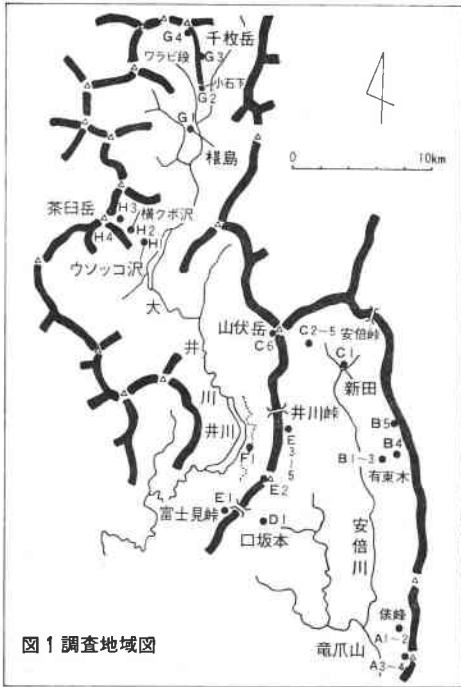 千枚岳
G4
G3
ワラビ段
小石下
G2
G1
椹島
0
10km
茶臼岳
H3
横クボ沢
H4
H2
H1
ウソッコ沢
大井川
山伏岳
C6
C2~5
安倍峠
C1
新田
井川峠
E3~5
井川
F1
B5
B4
B1~3
有東木
E2
E1
富士見峠
D1
口坂本
安倍川
俵峰
A1~2
竜爪山
A3~4
図1調査地域図